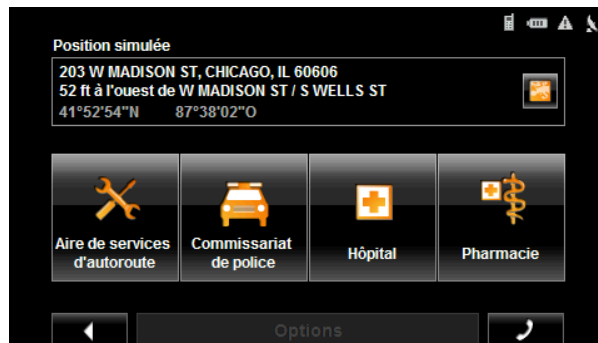 Position simulée
203 W MADISON ST, CHICAGO, IL 60606
52 ft à l'ouest de W MADISON ST / S WELLS ST
41°52'54"N 87°38'02"O
Aire de services
d'autoroute
Commissariat
de police
Hôpital
Pharmacie
Options